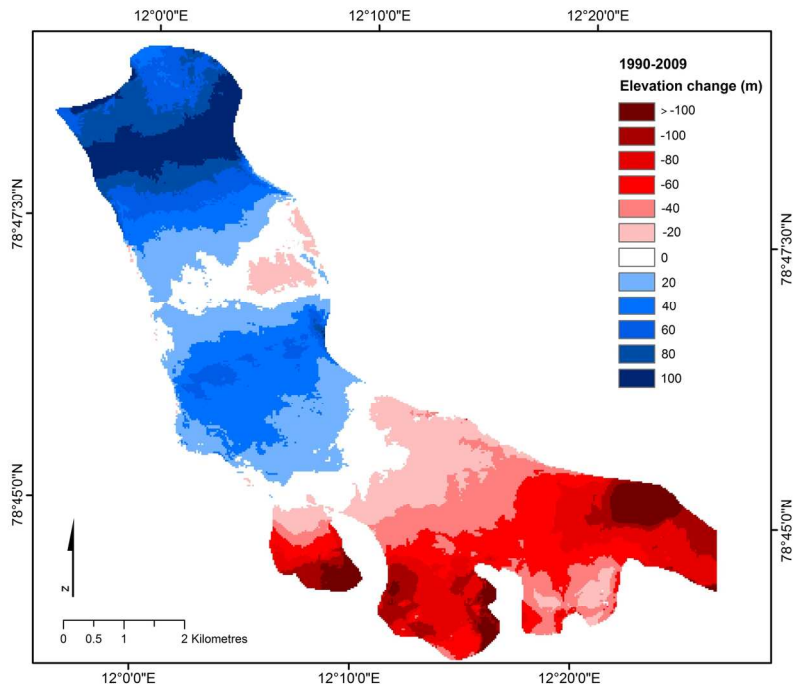 12°0'0"E 12°10'0"E 12°20'0"E
1990-2009
Elevation change (m)
> -100
-100
-80
-60
-40
-20
0
20
40
60
80
100
78°47'30"N
78°47'30"N
78°45'0"N
78°45'0"N
N
0 0.5 1 2 Kilometres
12°0'0"E 12°10'0"E 12°20'0"E